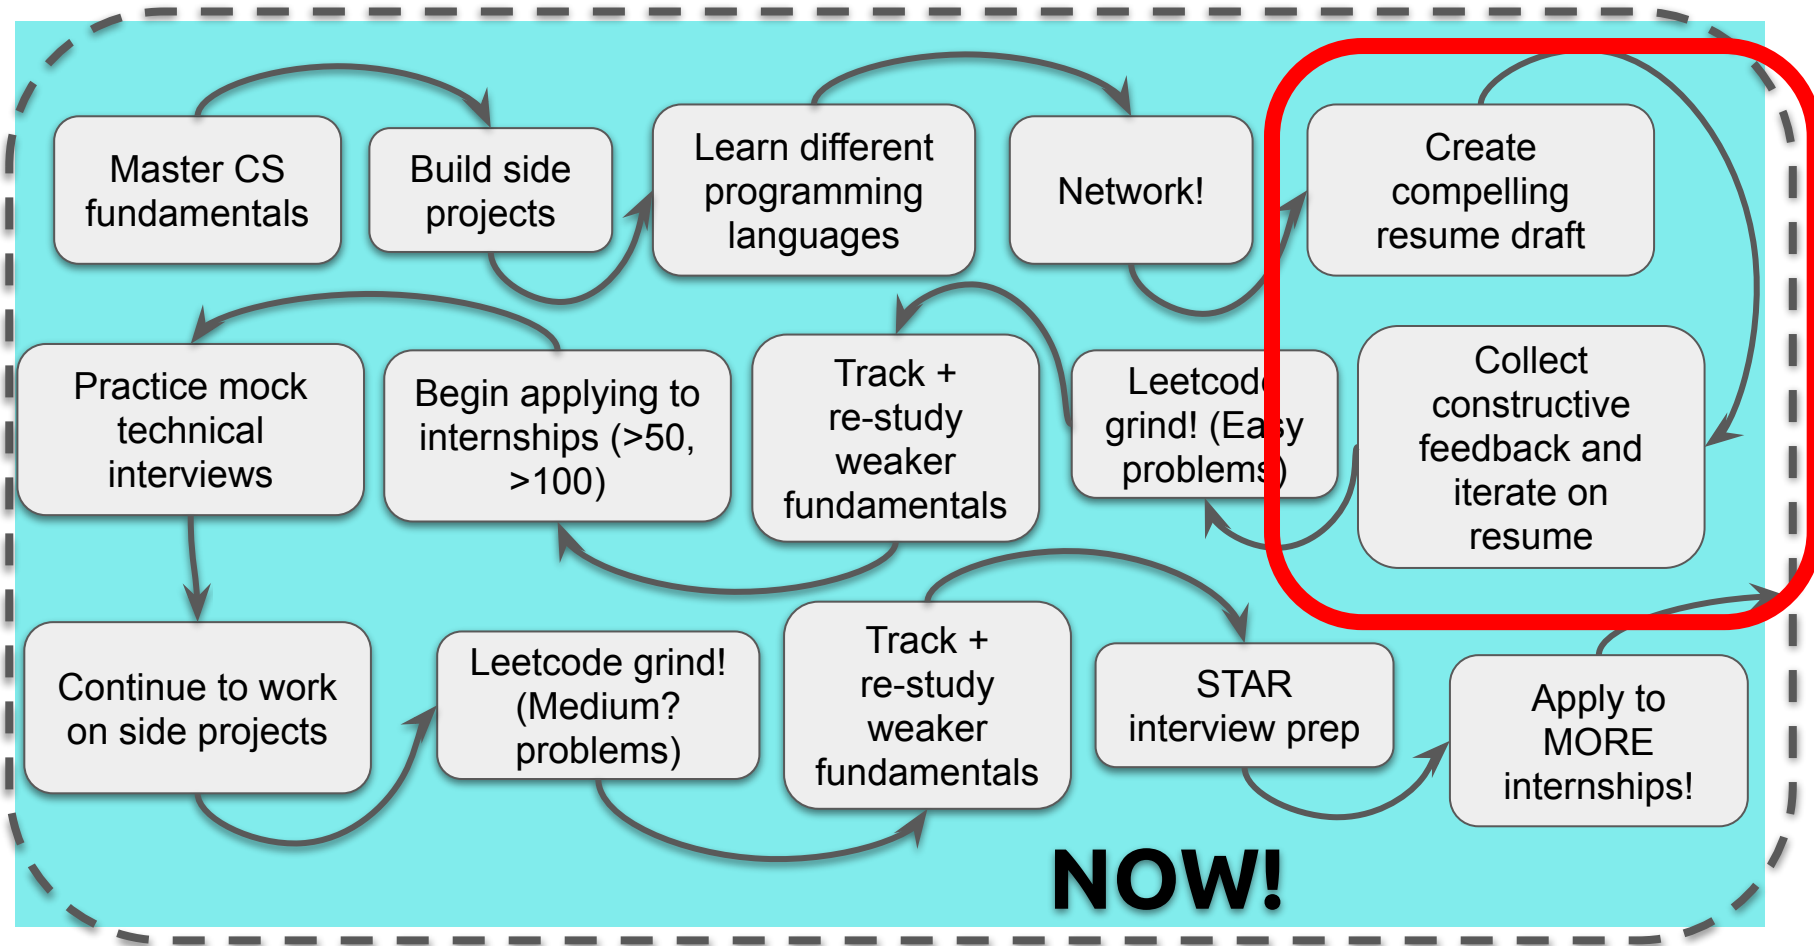 Master CS
fundamentals
Build side
projects
Learn different
programming
languages
Network!
Create
compelling
resume draft
Collect
constructive
feedback and
iterate on
resume
Leetcode
grind! (Easy
problems)
Track +
re-study
weaker
fundamentals
Begin applying to
internships (>50,
>100)
Practice mock
technical
interviews
Continue to work
on side projects
Leetcode grind!
(Medium?
problems)
Track +
re-study
weaker
fundamentals
STAR
interview prep
Apply to
MORE
internships!
NOW!